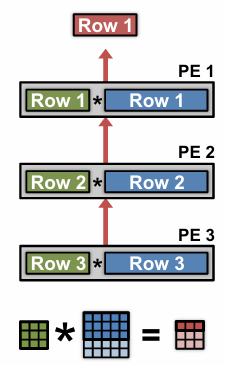 Row 1
PE 1
Row 1 * Row 1
PE 2
Row 2 * Row 2
PE 3
Row 3 * Row 3
* =